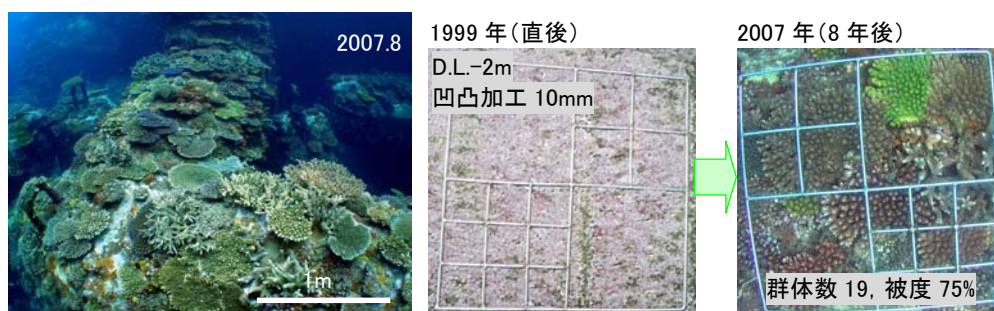 2007.8
1m
1999 年(直後)
D.L.-2m
凹凸加工 10mm
2007 年(8 年後)
群体数 19, 被度 75%